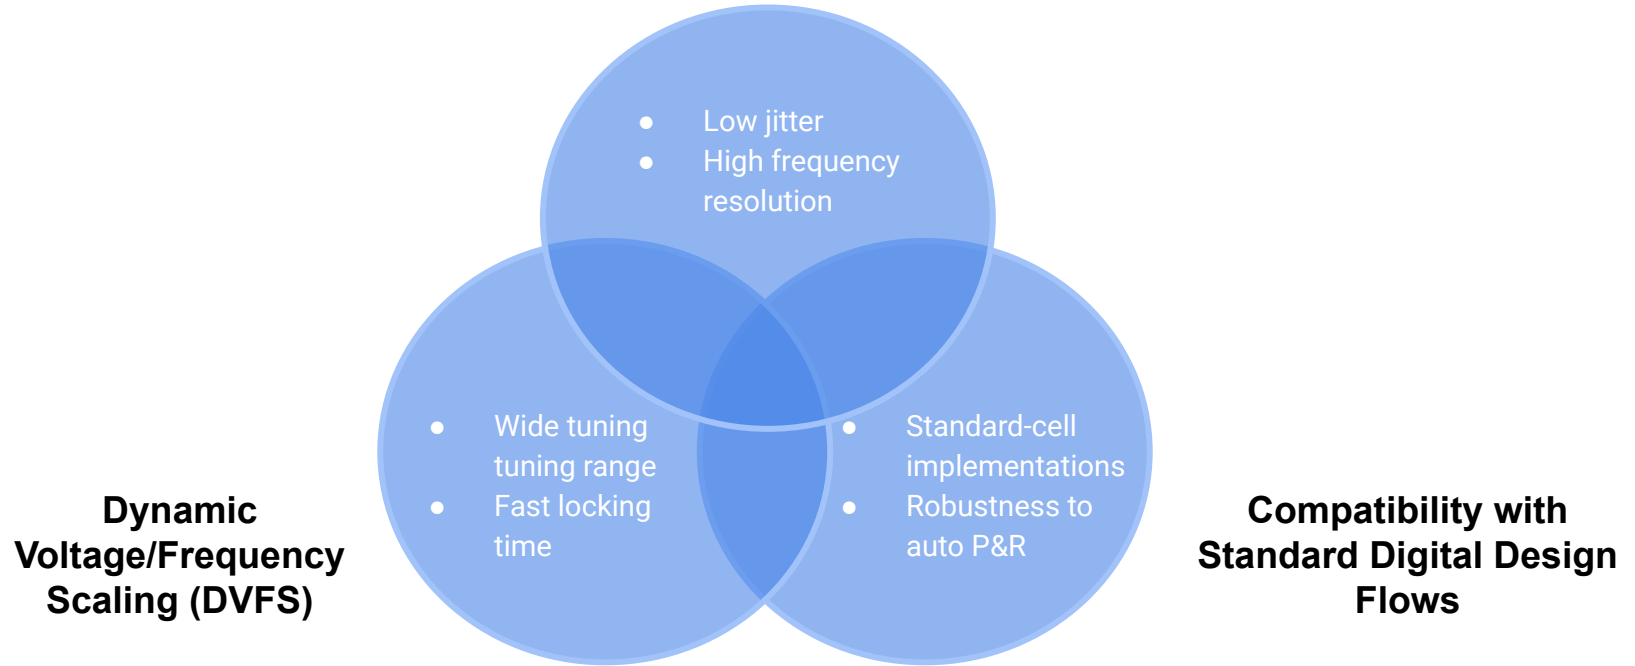 ● Low jitter
● High frequency
resolution
● Wide tuning
tuning range
● Fast locking
time
● Standard-cell
implementations
● Robustness to
auto P&R
Dynamic
Voltage/Frequency
Scaling (DVFS)
Compatibility with
Standard Digital Design
Flows